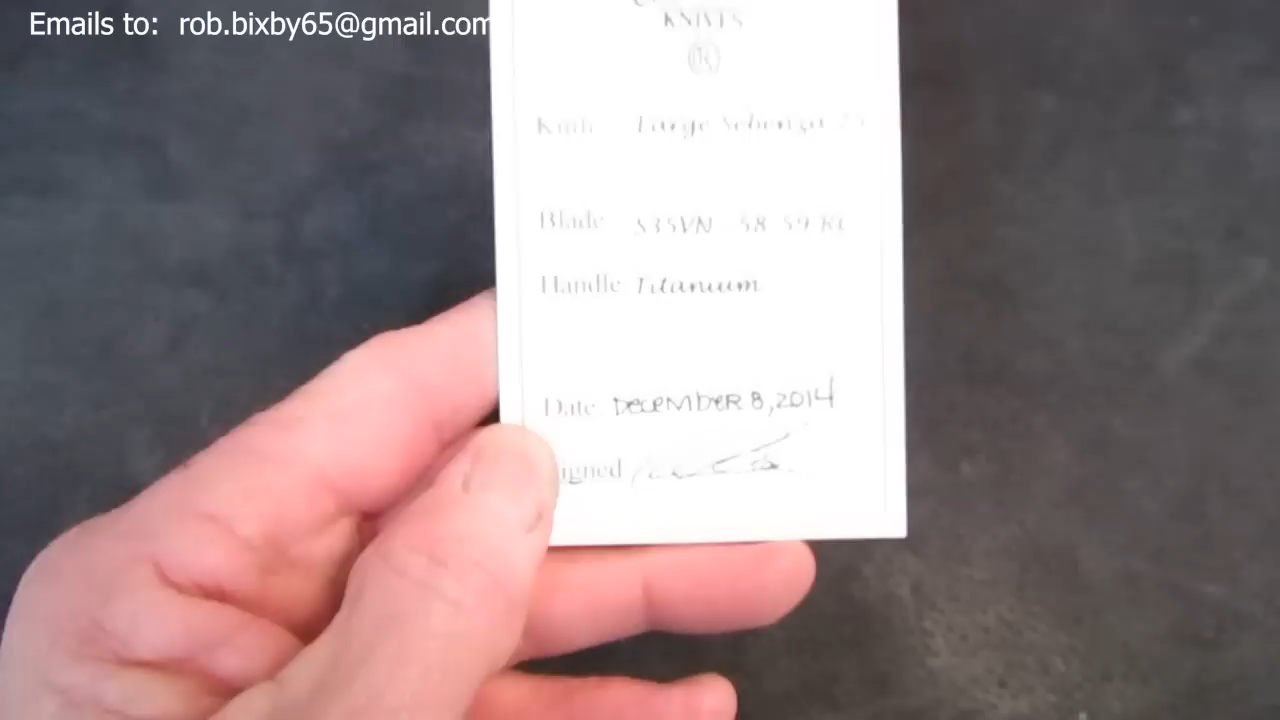 Emails to: rob.bixby65@gmail.com
KNIVES
®
Knife Large Sebenza 25
Blade S35VN 58-59 RC
Handle Titanium
Date DECEMBER 8, 2014
igned